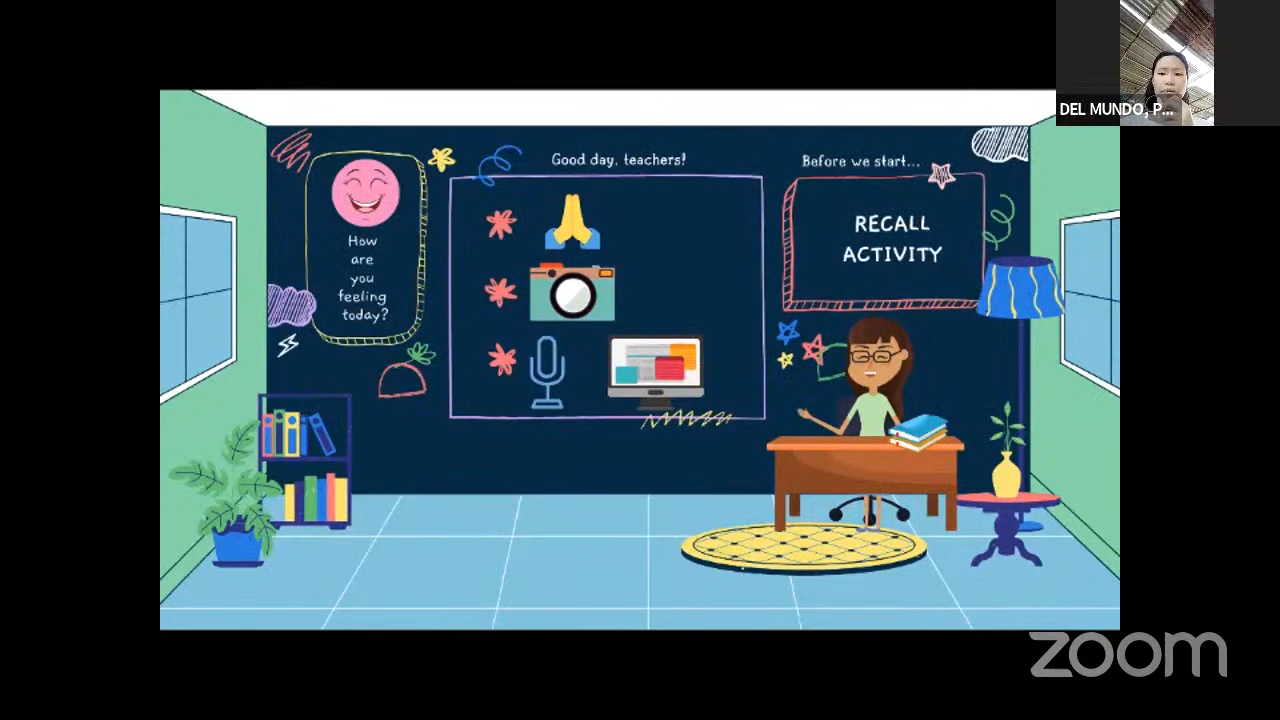 DEL MUNDO, P...
Good day, teachers!
Before we start...
RECALL
ACTIVITY
How
are
you
feeling
today?
zoom